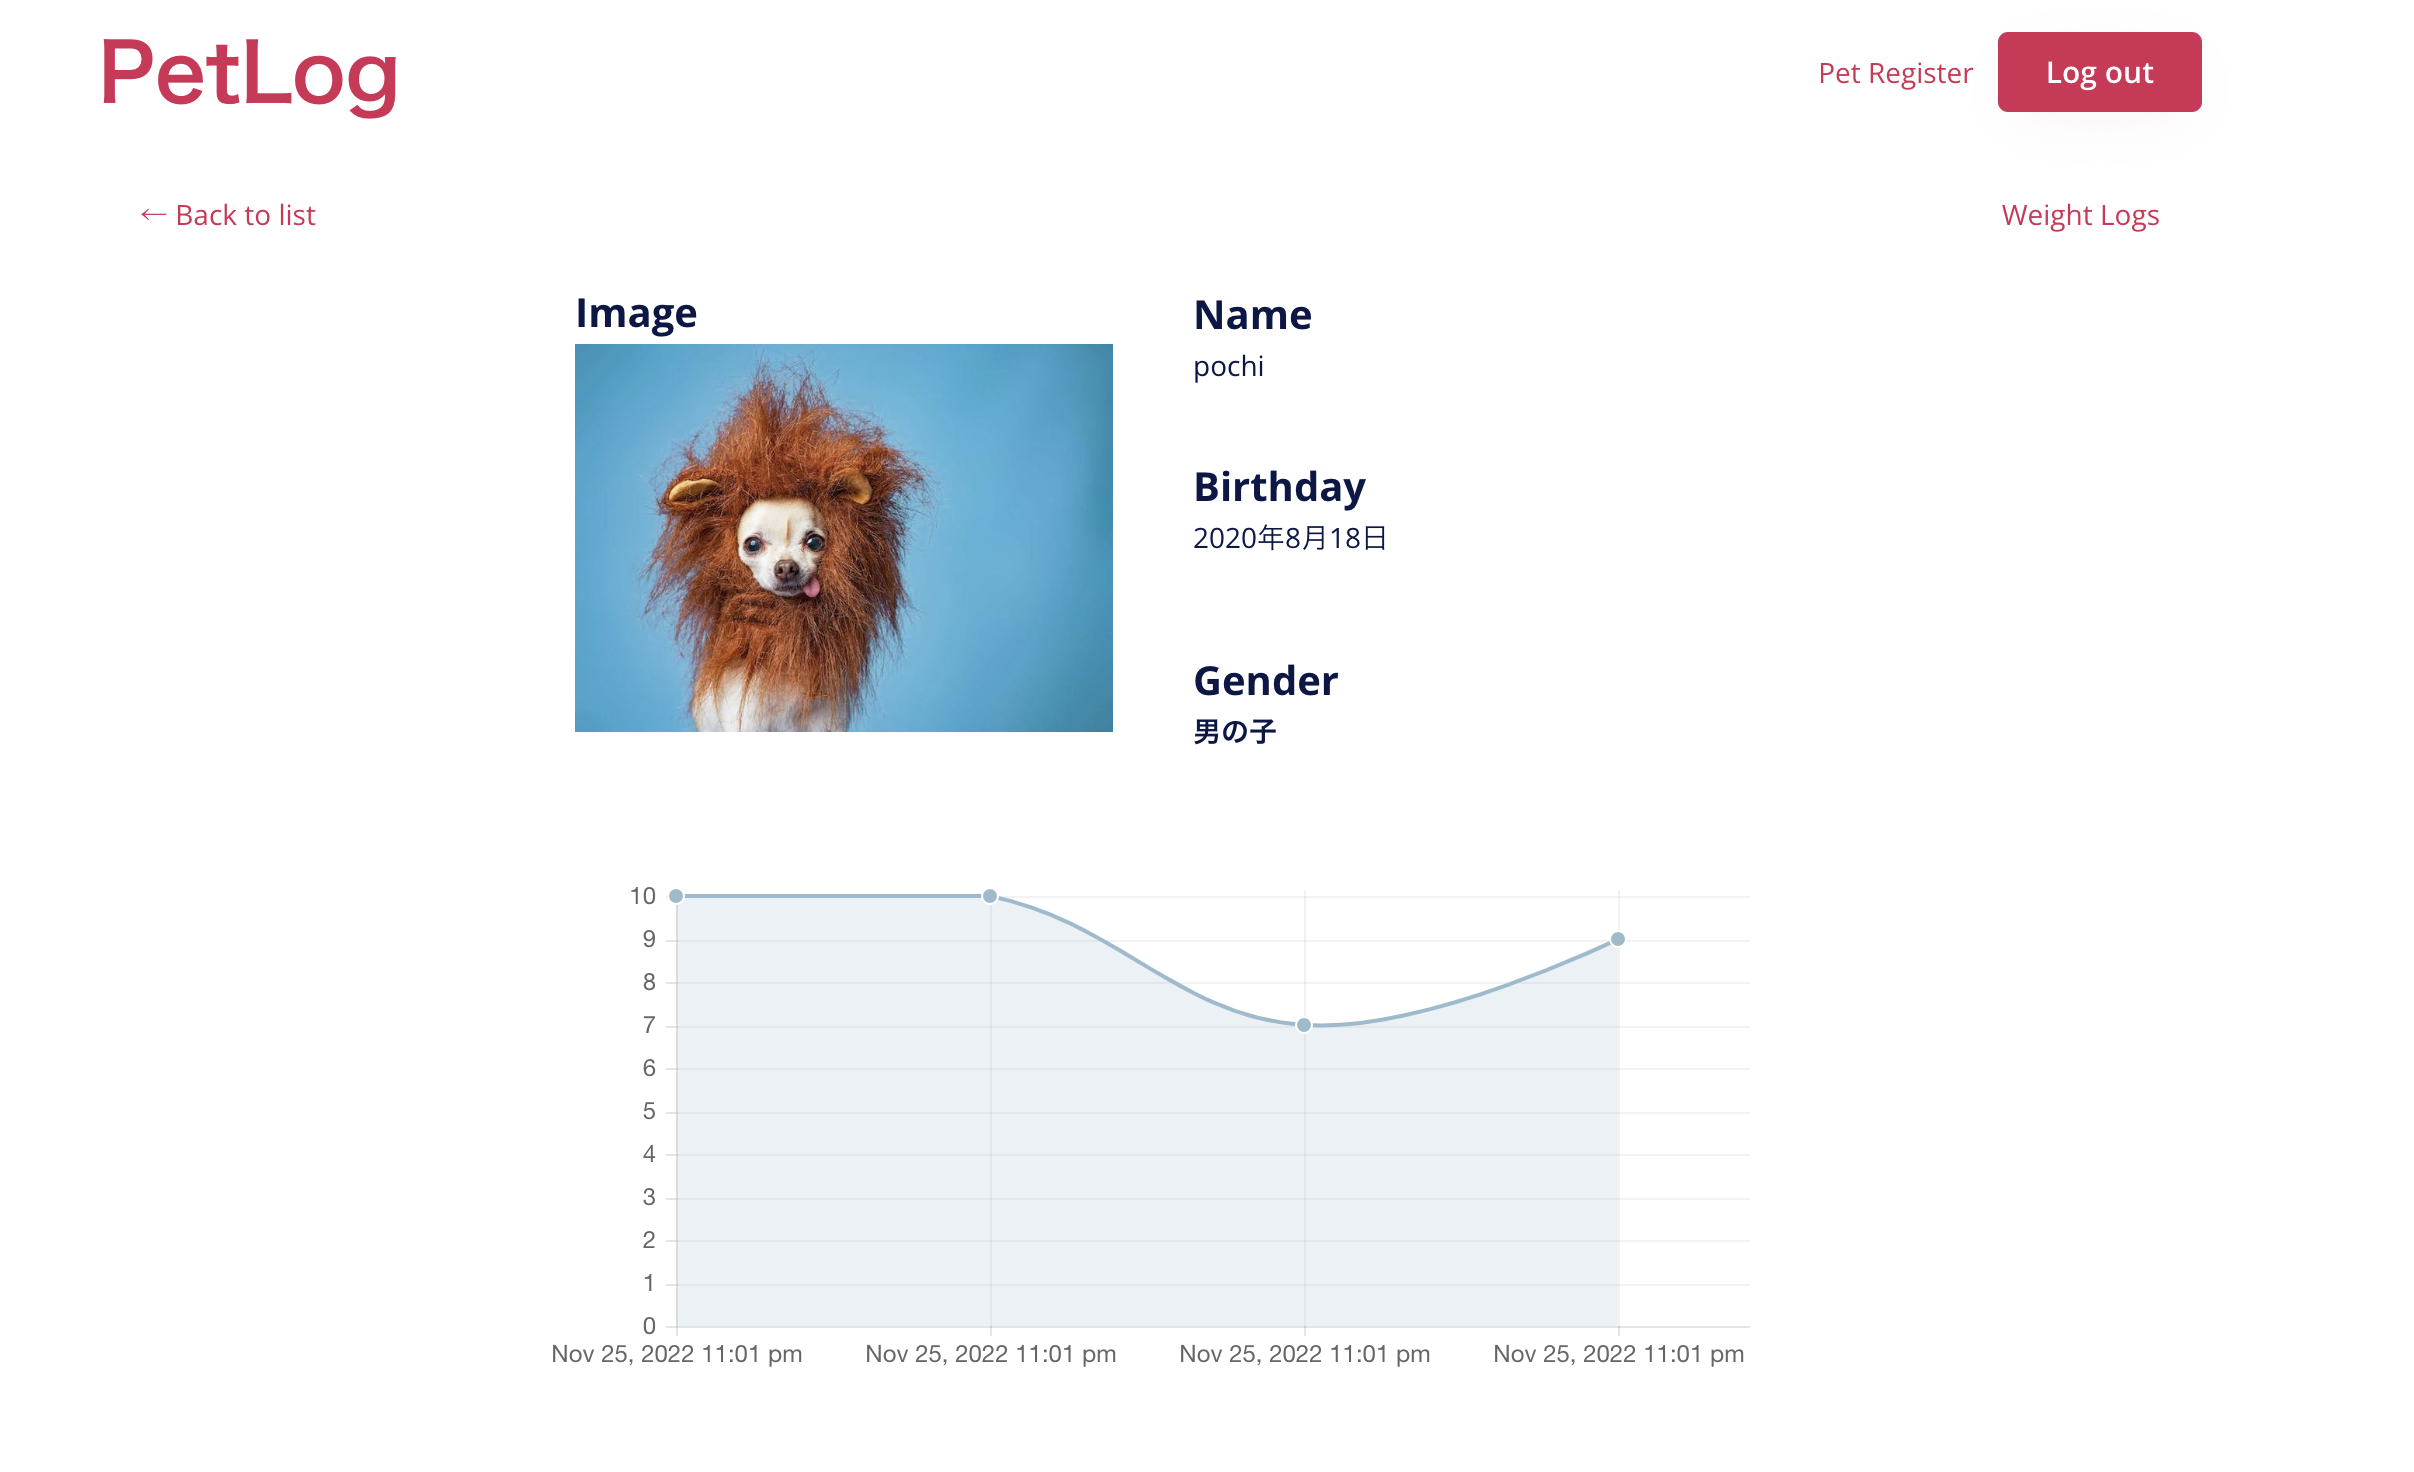 PetLog
Pet Register
Log out
← Back to list
Weight Logs
Image
Name
pochi
Birthday
2020年8月18日
Gender
男の子
10
9
8
7
6
5
4
3
2
1
0
Nov 25, 2022 11:01 pm
Nov 25, 2022 11:01 pm
Nov 25, 2022 11:01 pm
Nov 25, 2022 11:01 pm